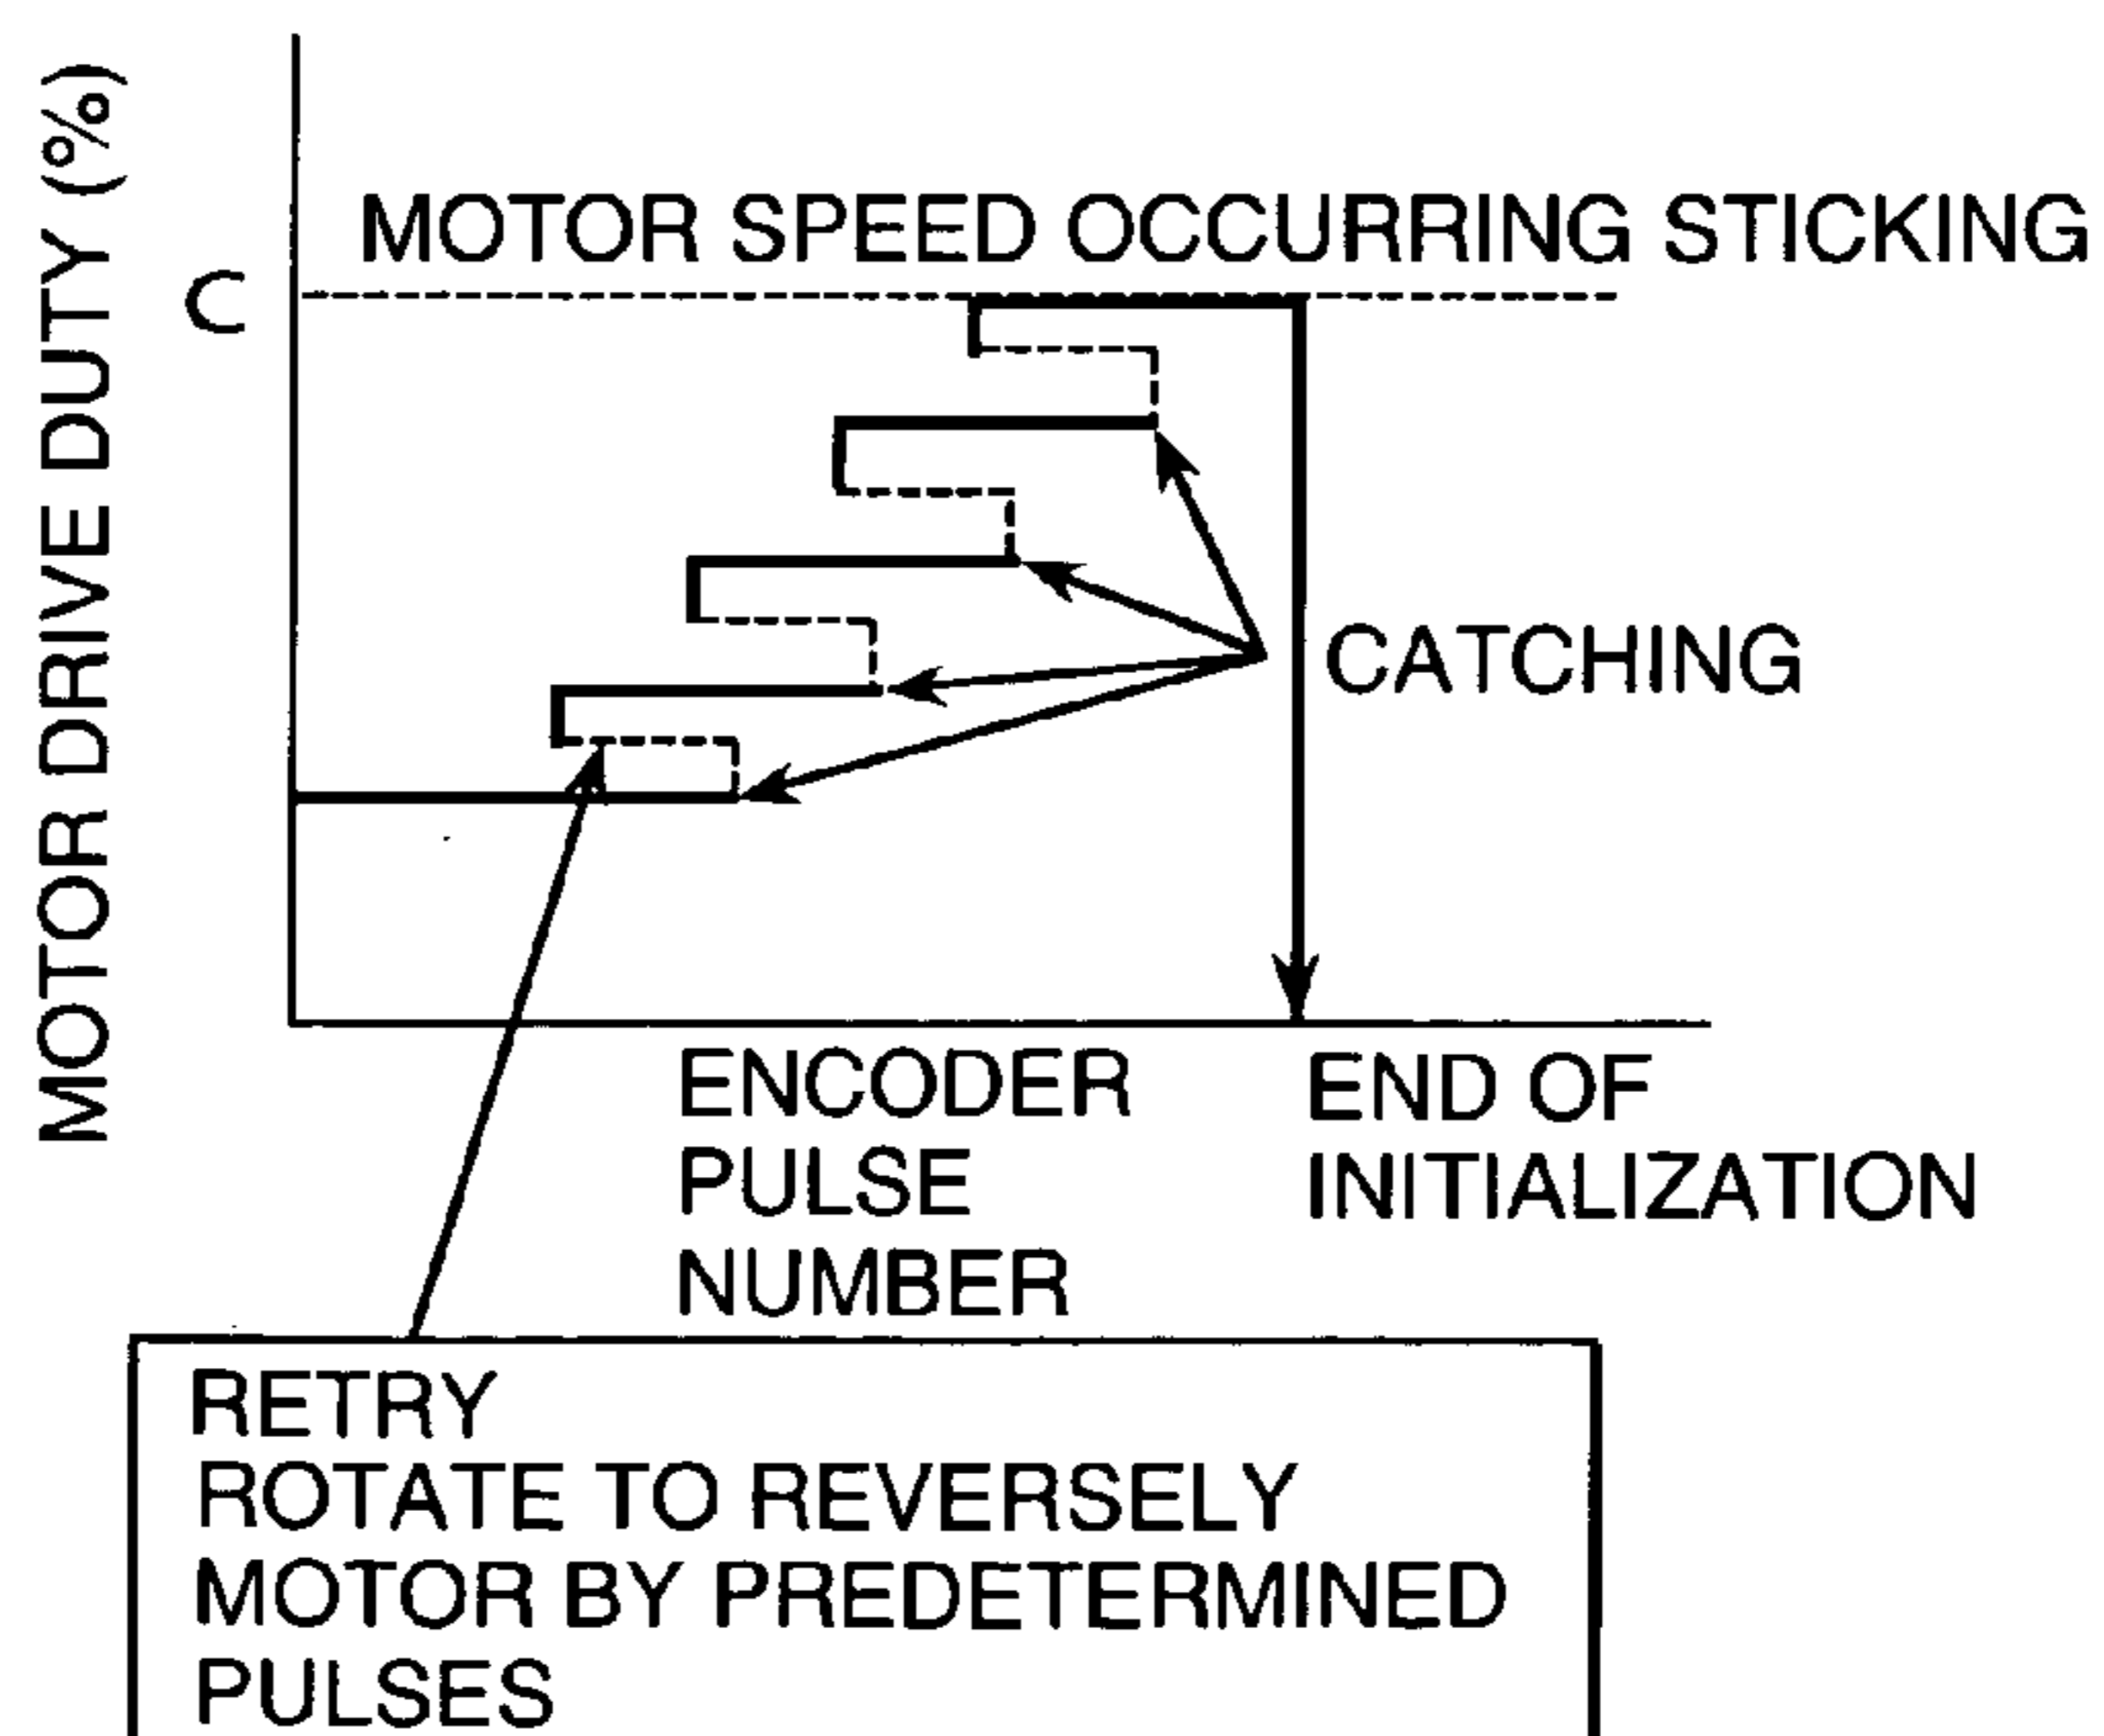 MOTOR DRIVE DUTY (%)
MOTOR SPEED OCCURRING STICKING
C
CATCHING
ENCODER
PULSE
NUMBER
END OF
INITIALIZATION
RETRY
ROTATE TO REVERSELY
MOTOR BY PREDETERMINED
PULSES